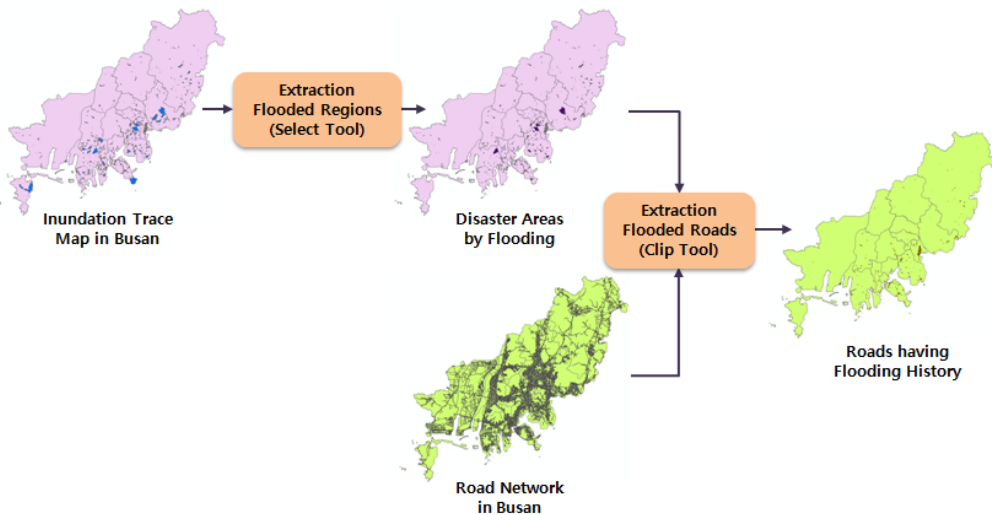 Extraction
Flooded Regions
(Select Tool)
Inundation Trace
Map in Busan
Disaster Areas
by Flooding
Extraction
Flooded Roads
(Clip Tool)
Road Network
in Busan
Roads having
Flooding History